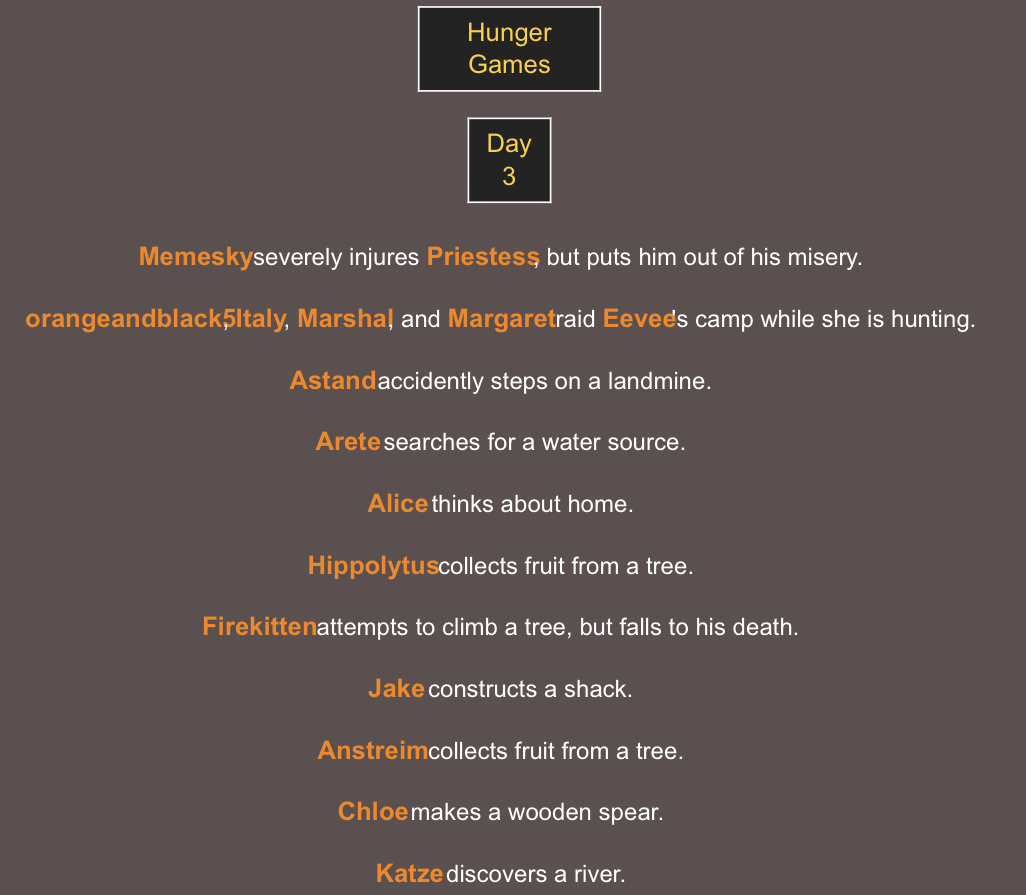 Hunger
Games
Day
3
Memesky severely injures Priestess, but puts him out of his misery.
orangeandblack5, Italy, Marshal, and Margaret raid Eevee's camp while she is hunting.
Astand accidently steps on a landmine.
Arete searches for a water source.
Alice thinks about home.
Hippolytus collects fruit from a tree.
Firekitten attempts to climb a tree, but falls to his death.
Jake constructs a shack.
Anstreim collects fruit from a tree.
Chloe makes a wooden spear.
Katze discovers a river.